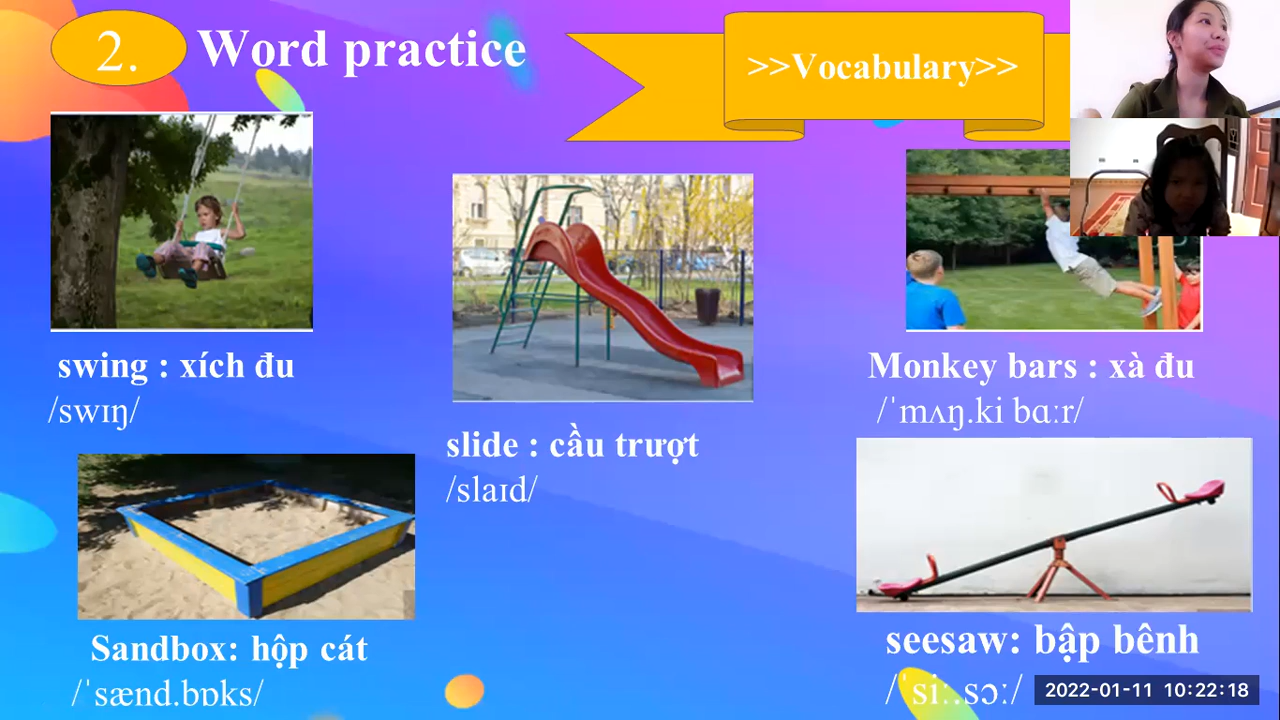 2.
Word practice
>>Vocabulary>>
swing : xích đu
/swɪŋ/
slide : cầu trượt
/slaɪd/
Monkey bars : xà đu
/ˈmʌŋ.ki bɑːr/
Sandbox: hộp cát
/ˈsænd.bɒks/
seesaw: bập bênh
/ˈsiː.sɔː/
2022-01-11 10:22:18